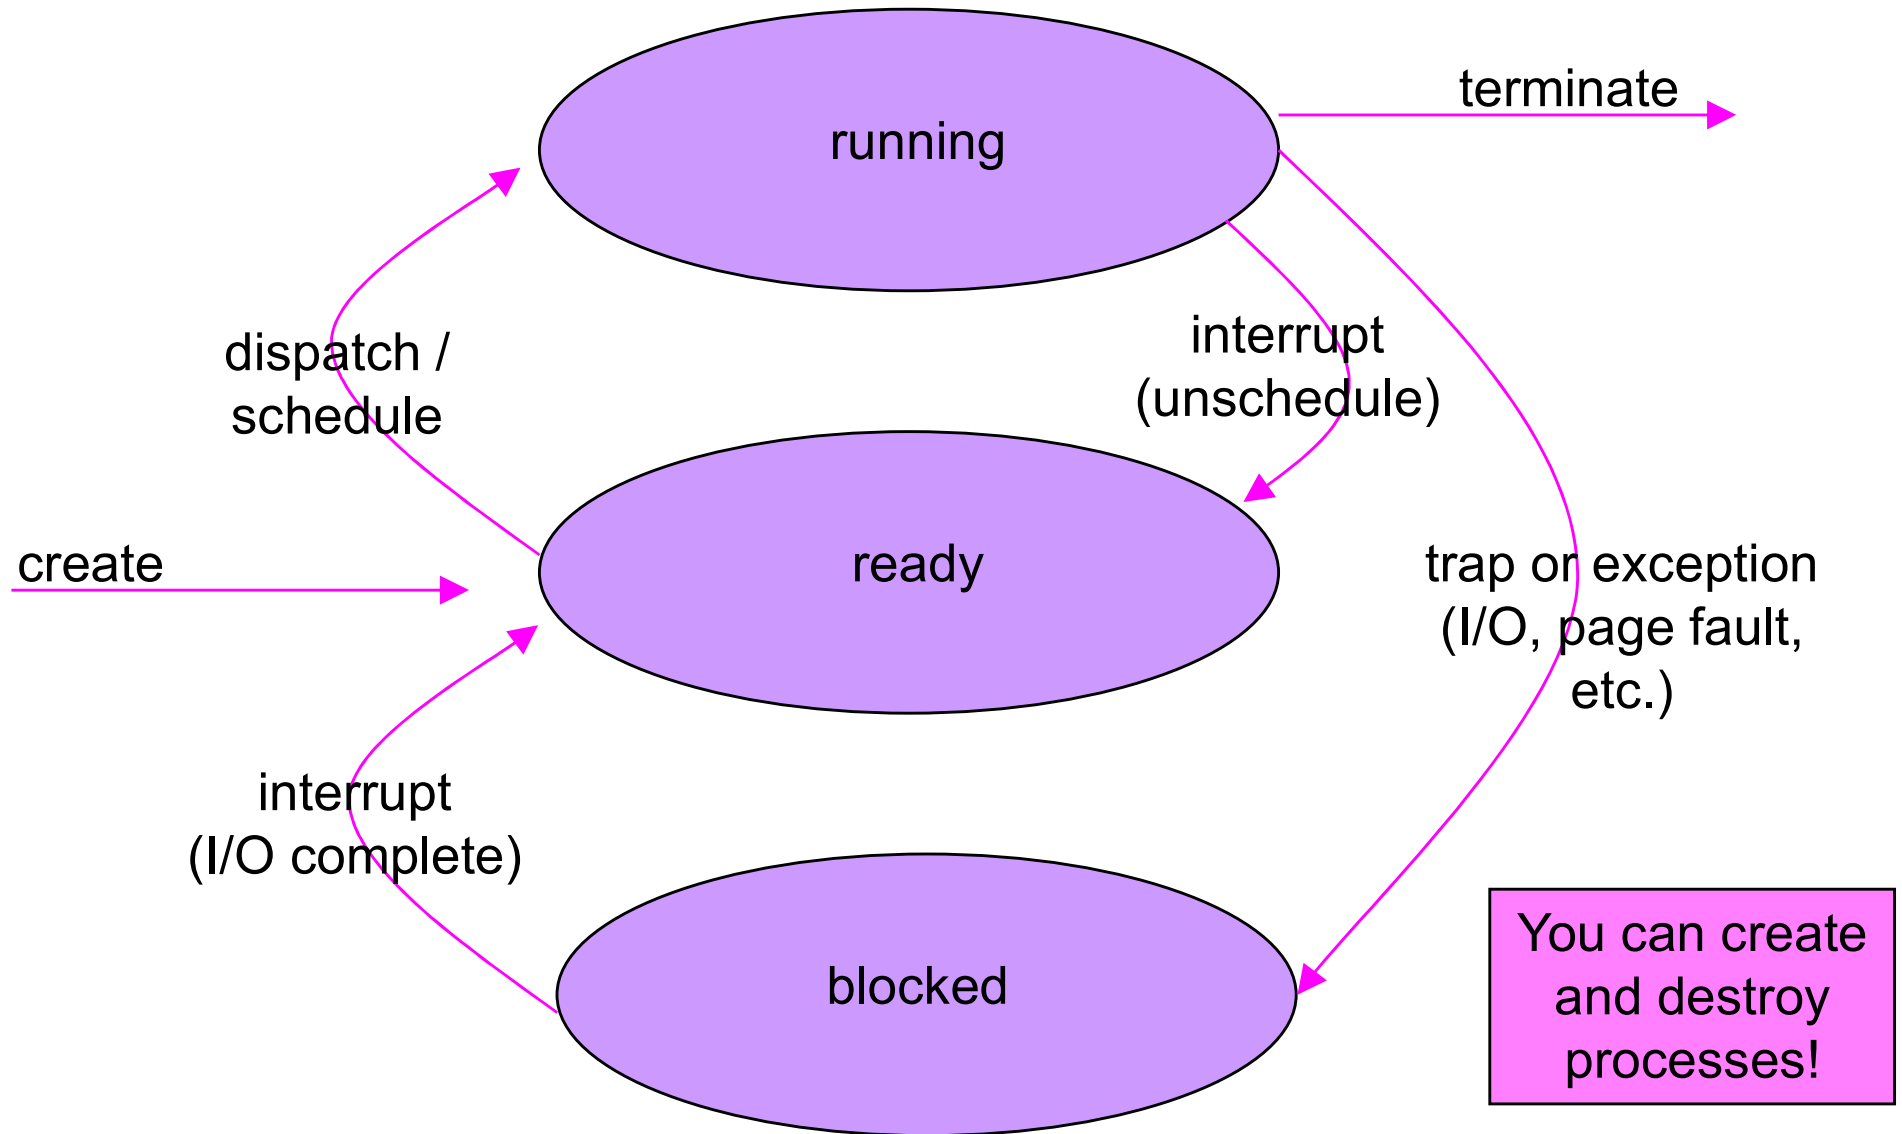 terminate
running
dispatch /
schedule
interrupt
(unschedule)
create
ready
trap or exception
(I/O, page fault,
etc.)
interrupt
(I/O complete)
blocked
You can create
and destroy
processes!